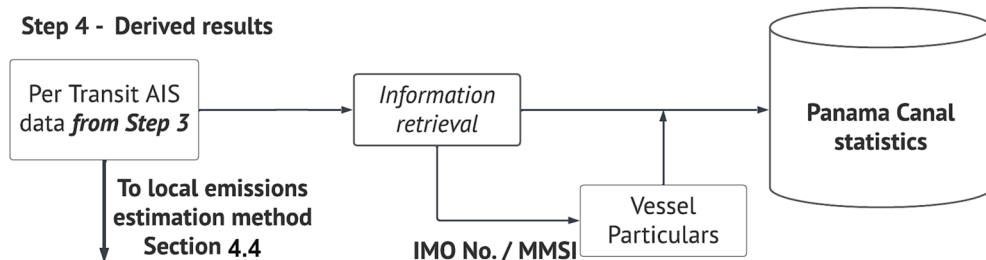 Step 4 - Derived results
Per Transit AIS
data from Step 3
Information
retrieval
Panama Canal
statistics
To local emissions
estimation method
Section 4.4
Vessel
Particulars
IMO No. / MMSI